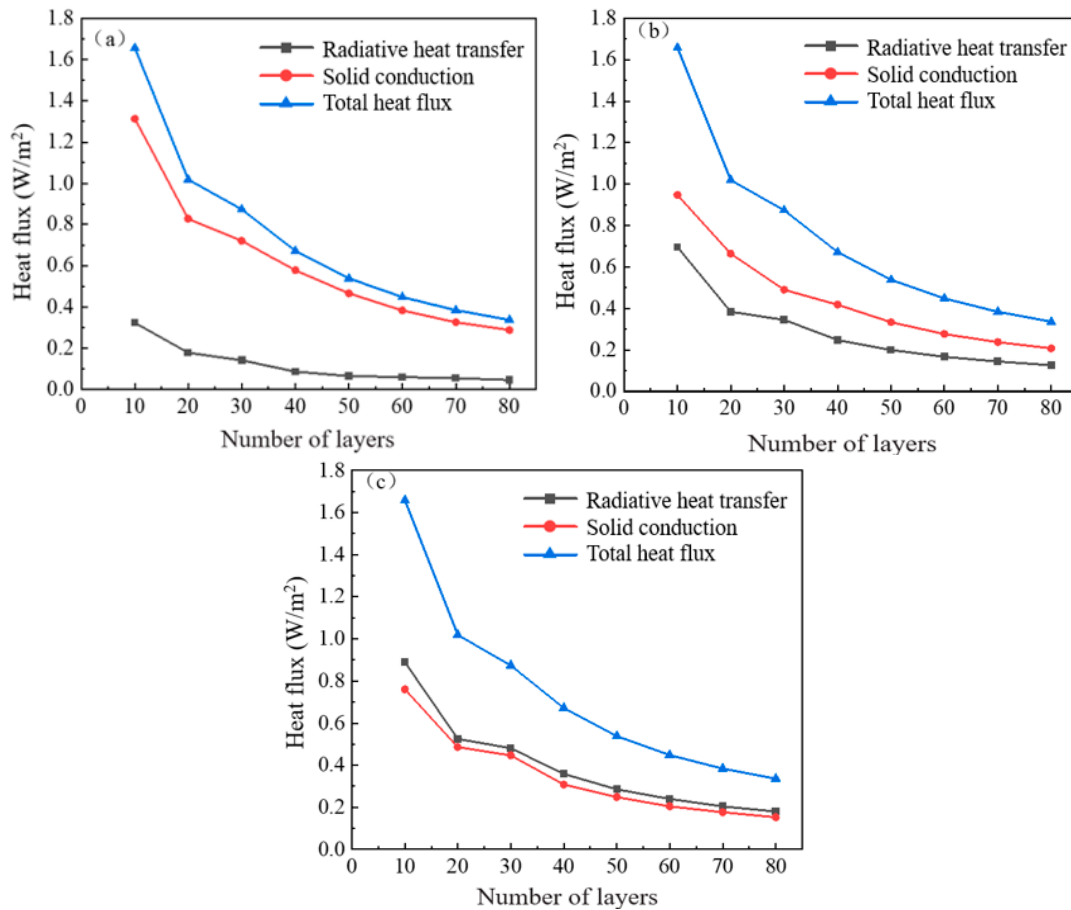 (a)
Radiative heat transfer
Solid conduction
Total heat flux
Heat flux (W/m²)
1.8
1.6
1.4
1.2
1.0
0.8
0.6
0.4
0.2
0.0
0 10 20 30 40 50 60 70 80
Number of layers
(b)
Radiative heat transfer
Solid conduction
Total heat flux
Heat flux (W/m²)
1.8
1.6
1.4
1.2
1.0
0.8
0.6
0.4
0.2
0.0
0 10 20 30 40 50 60 70 80
Number of layers
(c)
Radiative heat transfer
Solid conduction
Total heat flux
Heat flux (W/m²)
1.8
1.6
1.4
1.2
1.0
0.8
0.6
0.4
0.2
0.0
0 10 20 30 40 50 60 70 80
Number of layers